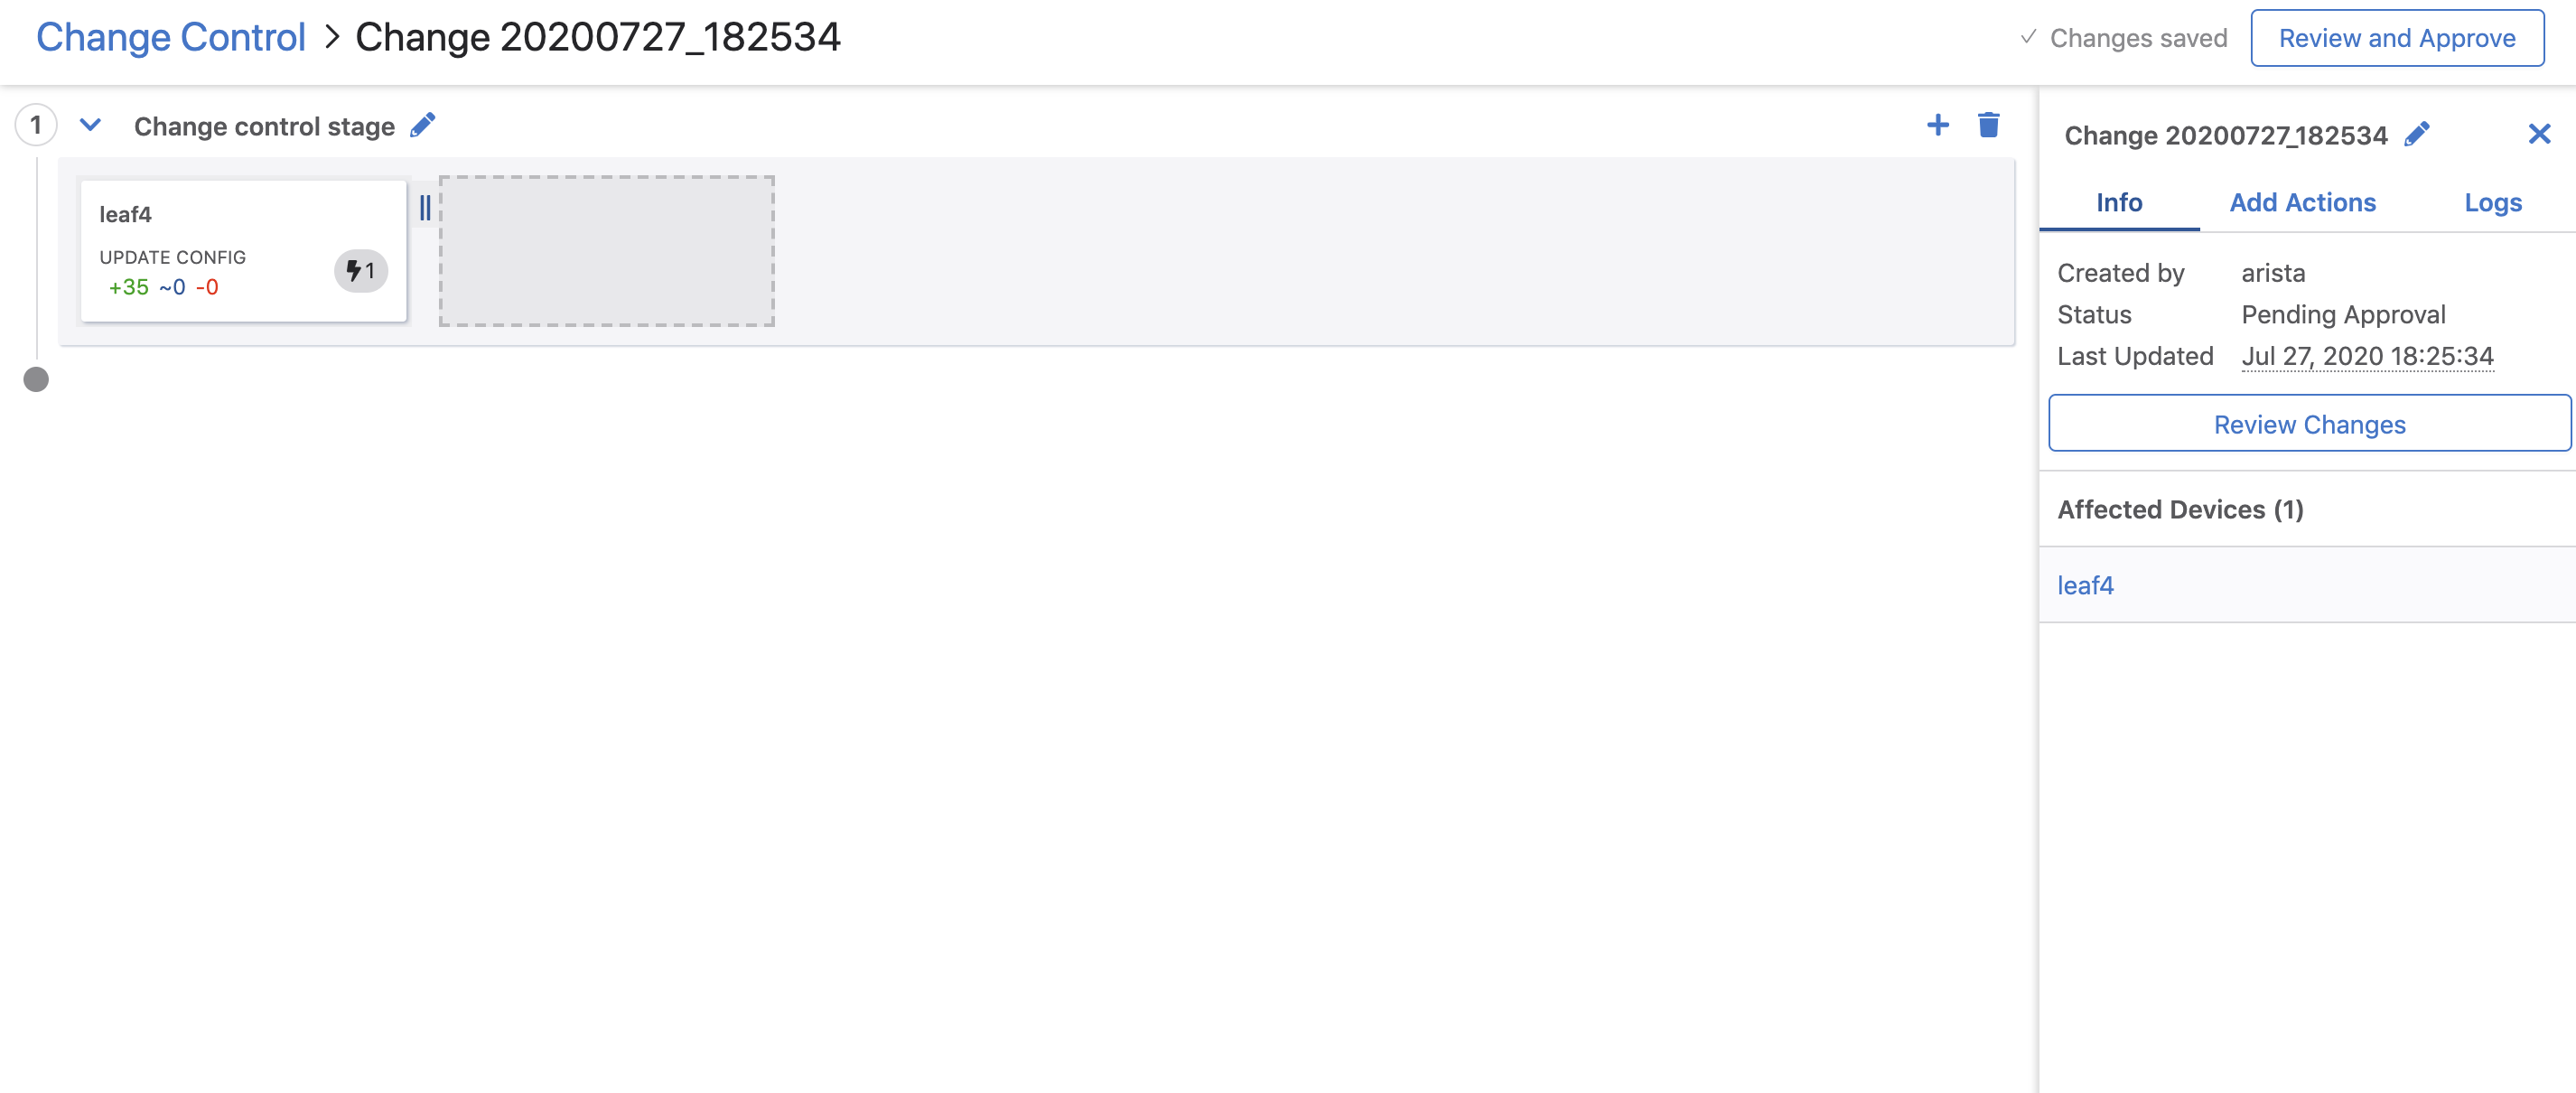 Change Control > Change 20200727_182534
✓ Changes saved
Review and Approve
1
Change control stage
leaf4
UPDATE CONFIG
+35 ~0 -0
1
Change 20200727_182534
Info
Add Actions
Logs
Created by arista
Status Pending Approval
Last Updated Jul 27, 2020 18:25:34
Review Changes
Affected Devices (1)
leaf4